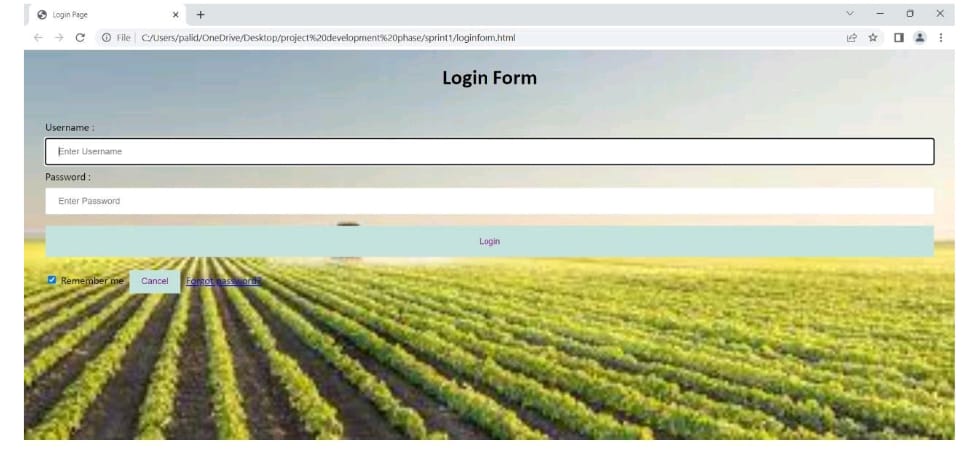 Login Page
File C:/Users/palid/OneDrive/Desktop/project%20development%20phase/sprint1/loginform.html
Login Form
Username :
Enter Username
Password :
Enter Password
Login
Remember me Cancel Forgot password?